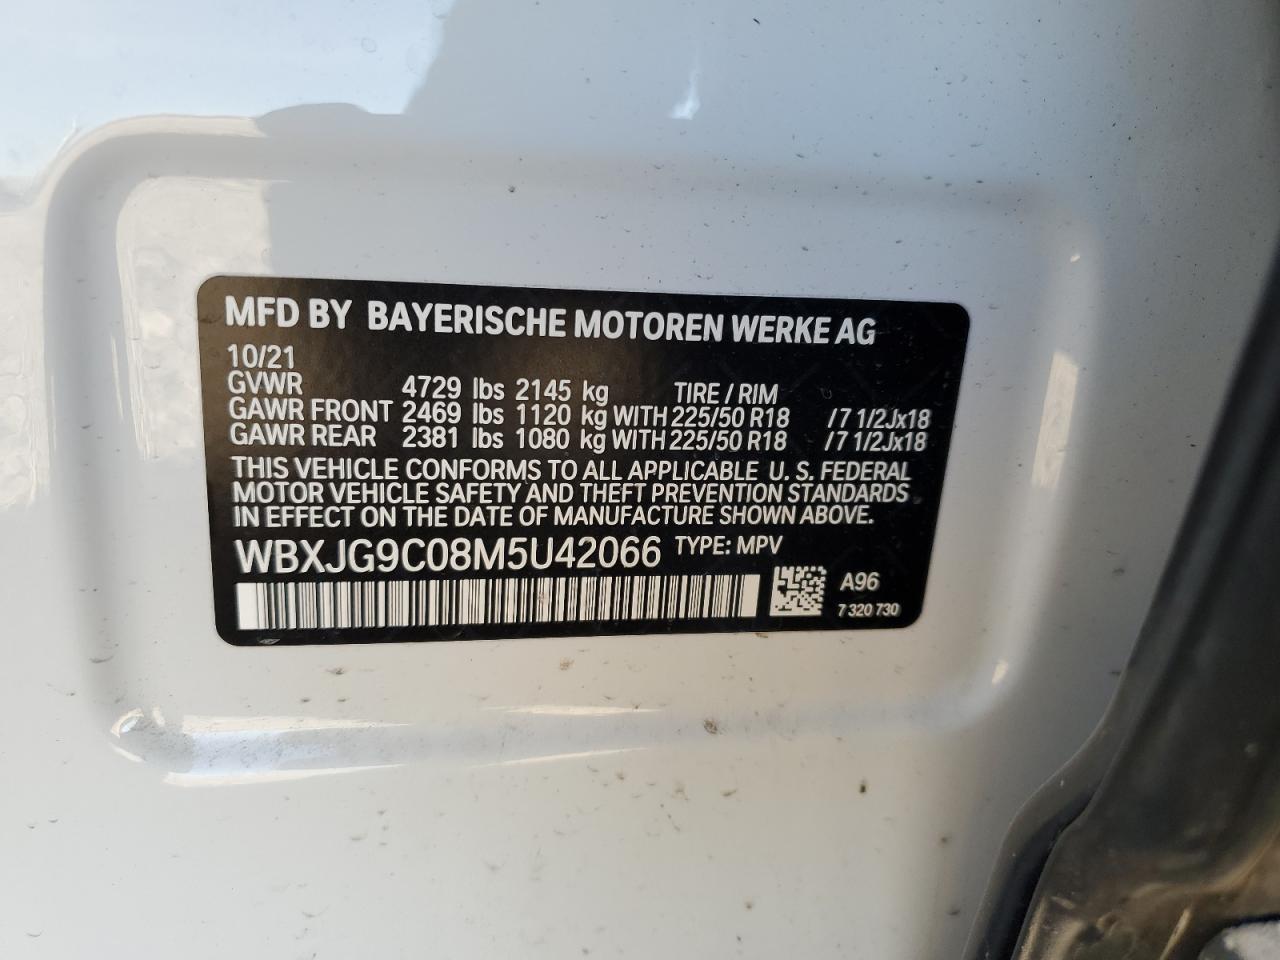 MFD BY BAYERISCHE MOTOREN WERKE AG
10/21
GVWR 4729 lbs 2145 kg TIRE / RIM
GAWR FRONT 2469 lbs 1120 kg WITH 225/50 R18 /7 1/2Jx18
GAWR REAR 2381 lbs 1080 kg WITH 225/50 R18 /7 1/2Jx18
THIS VEHICLE CONFORMS TO ALL APPLICABLE U. S. FEDERAL
MOTOR VEHICLE SAFETY AND THEFT PREVENTION STANDARDS
IN EFFECT ON THE DATE OF MANUFACTURE SHOWN ABOVE.
WBXJG9C08M5U42066 TYPE: MPV
A96
7 320 730